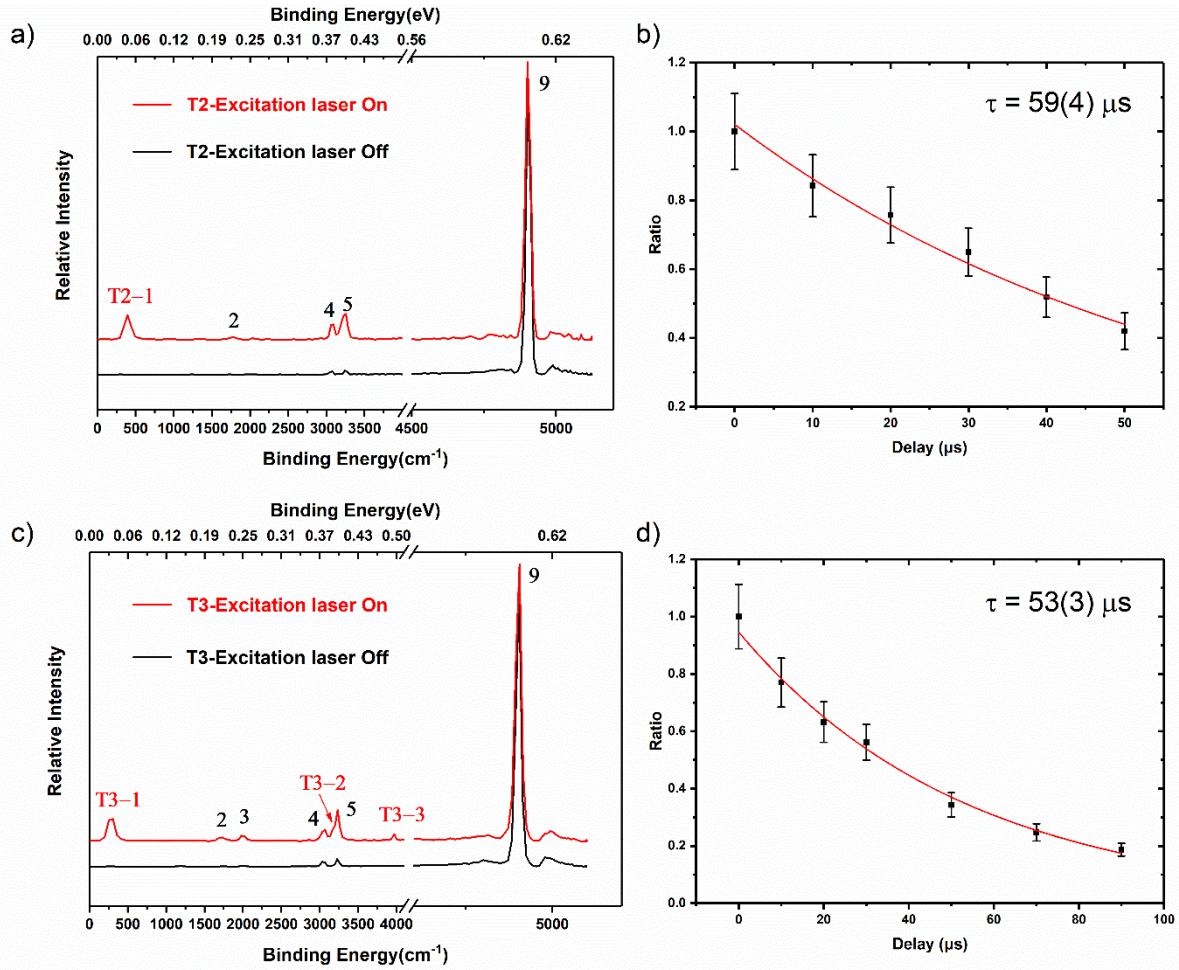 a)
Binding Energy(eV)
0.00 0.06 0.12 0.19 0.25 0.31 0.37 0.43 0.56 0.62
T2-Excitation laser On
T2-Excitation laser Off
9
T2–1
2
4
5
Relative Intensity
0 500 1000 1500 2000 2500 3000 3500 4500 5000
Binding Energy(cm⁻¹)
b)
τ = 59(4) μs
1.2
1.0
0.8
0.6
0.4
0.2
Ratio
0 10 20 30 40 50
Delay (μs)
c)
Binding Energy(eV)
0.00 0.06 0.12 0.19 0.25 0.31 0.37 0.43 0.50 0.62
T3-Excitation laser On
T3-Excitation laser Off
9
T3–1
2
3
4
T3–2
5
T3–3
Relative Intensity
0 500 1000 1500 2000 2500 3000 3500 4000 5000
Binding Energy(cm⁻¹)
d)
τ = 53(3) μs
1.2
1.0
0.8
0.6
0.4
0.2
0.0
Ratio
0 20 40 60 80 100
Delay (μs)